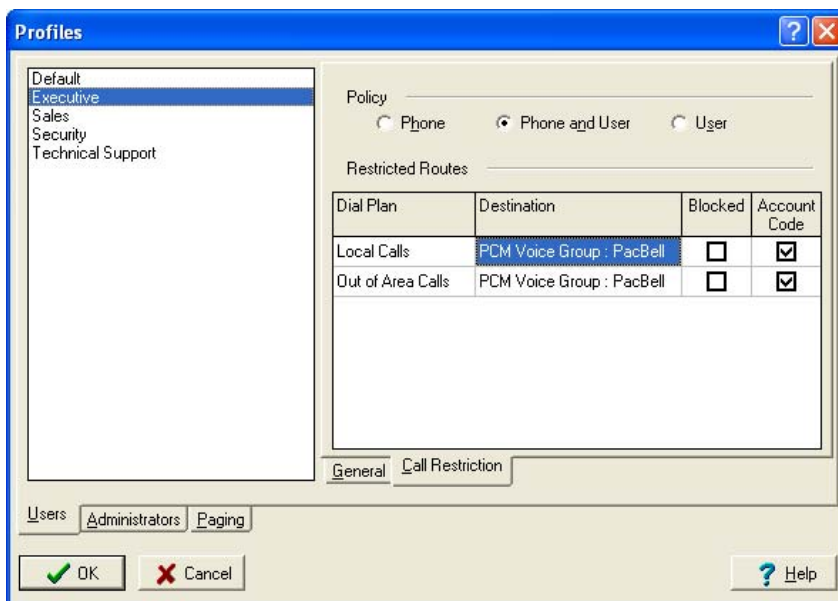 Profiles
Default
Executive
Sales
Security
Technical Support
Policy
Phone
Phone and User
User
Restricted Routes
Dial Plan
Destination
Blocked
Account
Code
Local Calls
PCM Voice Group : PacBell
Out of Area Calls
PCM Voice Group : PacBell
General
Call Restriction
Users
Administrators
Paging
OK
Cancel
? Help